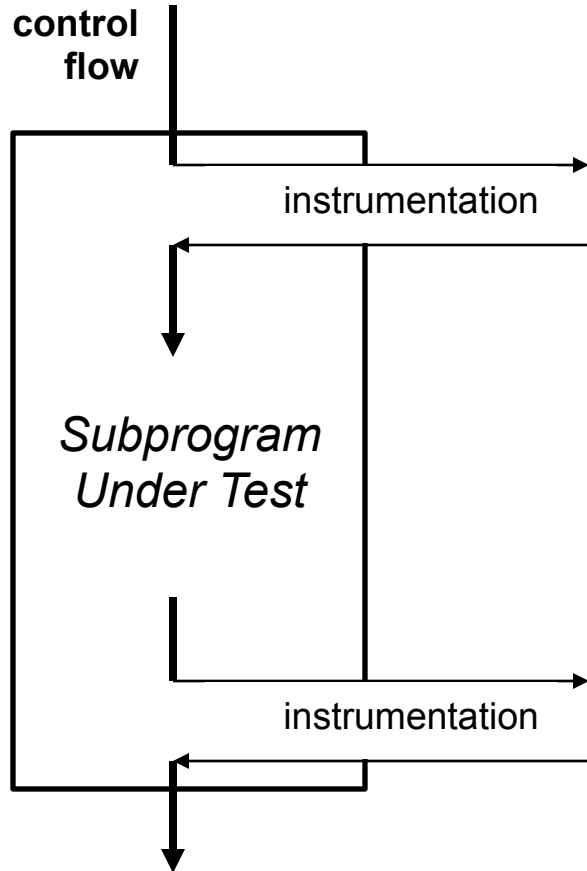 control
flow
instrumentation
Subprogram
Under Test
instrumentation